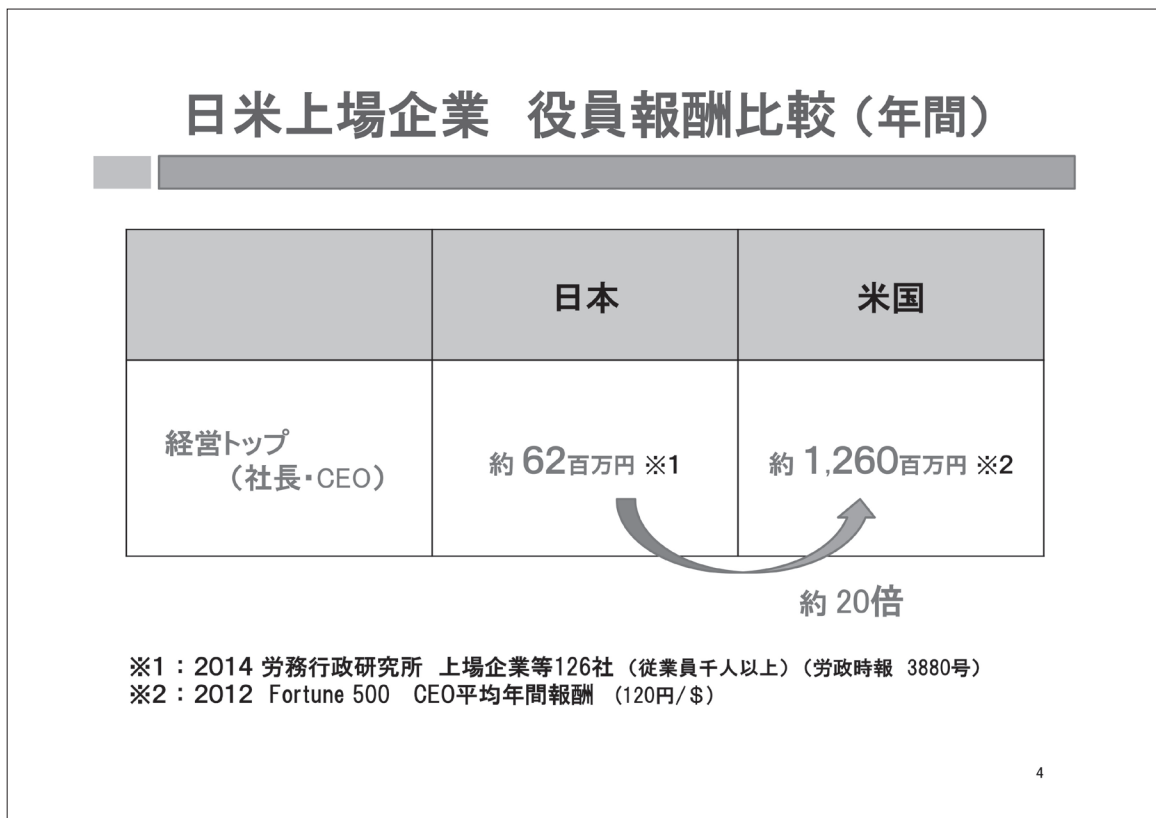 日米上場企業 役員報酬比較（年間）
日本
米国
経営トップ
（社長・CEO）
約 62百万円 ※1
約 1,260百万円 ※2
約 20倍
※1：2014 労務行政研究所 上場企業等126社（従業員千人以上）（労政時報 3880号）
※2：2012 Fortune 500 CEO平均年間報酬 （120円/＄）
4